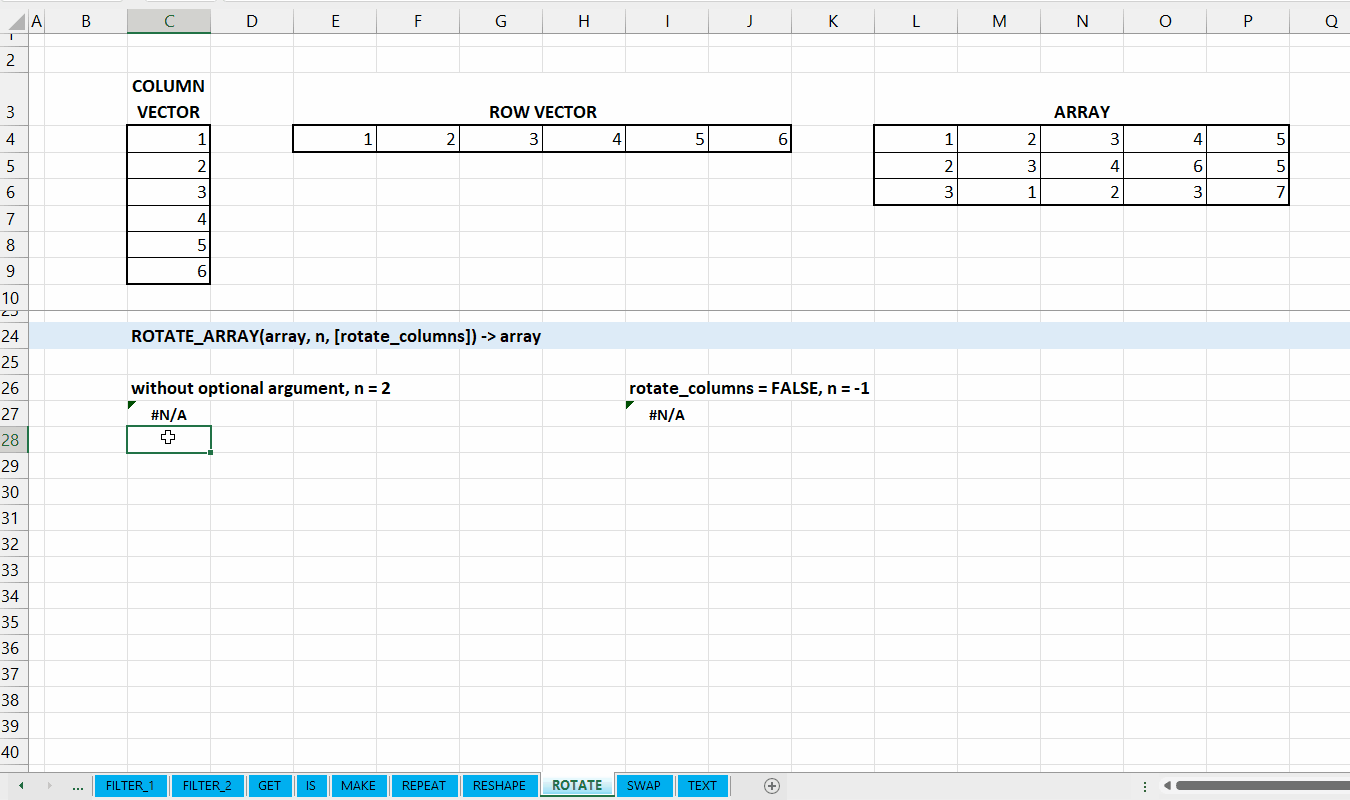 A B C D E F G H I J K L M N O P Q
1
2
COLUMN
3 VECTOR ROW VECTOR ARRAY
4 1 1 2 3 4 5 6 1 2 3 4 5
5 2 2 3 4 6 5
6 3 3 1 2 3 7
7 4
8 5
9 6
10
23
24 ROTATE_ARRAY(array, n, [rotate_columns]) -> array
25
26 without optional argument, n = 2 rotate_columns = FALSE, n = -1
27 #N/A #N/A
28
29
30
31
32
33
34
35
36
37
38
39
40
... FILTER_1 FILTER_2 GET IS MAKE REPEAT RESHAPE ROTATE SWAP TEXT